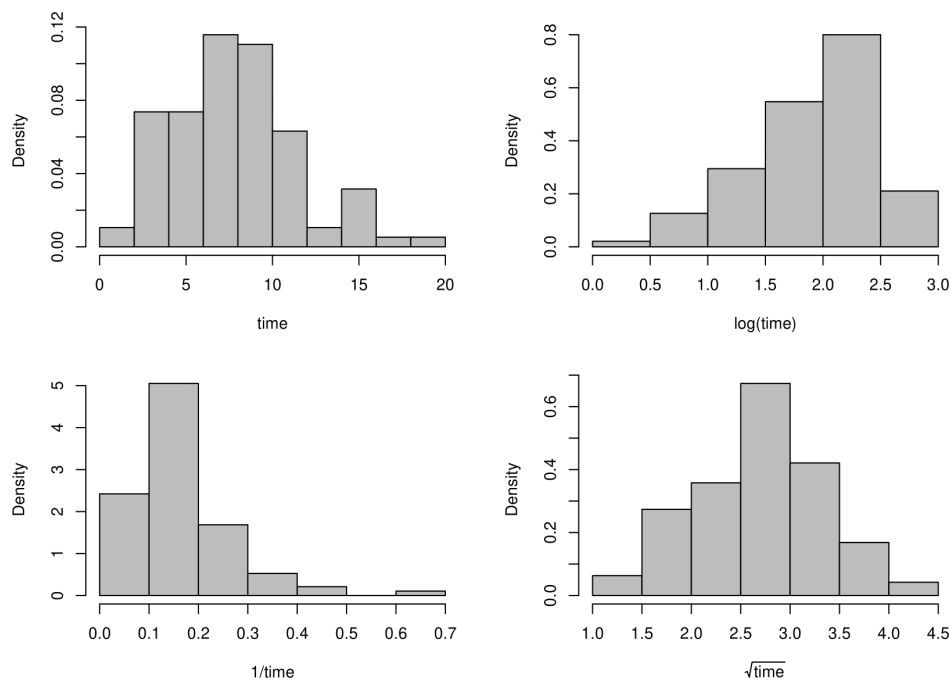 Density
0.00 0.04 0.08 0.12
0 5 10 15 20
time
Density
0.0 0.2 0.4 0.6 0.8
0.0 0.5 1.0 1.5 2.0 2.5 3.0
log(time)
Density
0 1 2 3 4 5
0.0 0.1 0.2 0.3 0.4 0.5 0.6 0.7
1/time
Density
0.0 0.2 0.4 0.6
1.0 1.5 2.0 2.5 3.0 3.5 4.0 4.5
√time